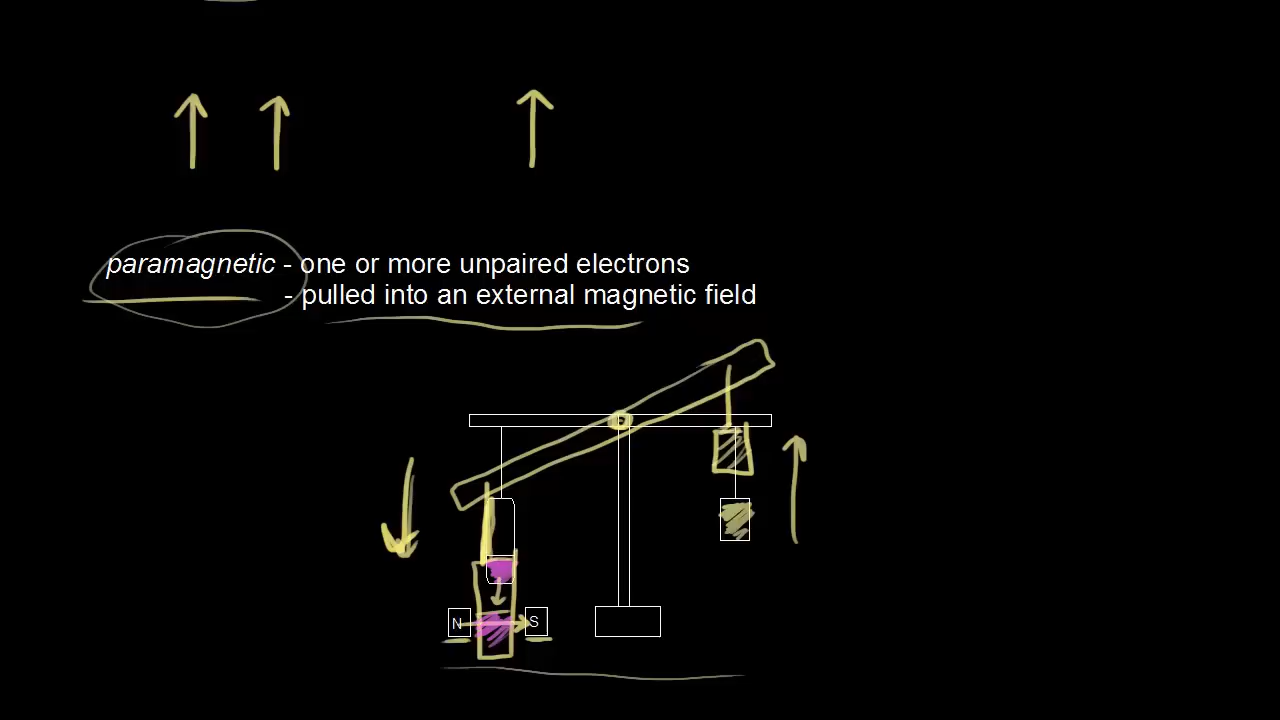 paramagnetic - one or more unpaired electrons
- pulled into an external magnetic field
N S